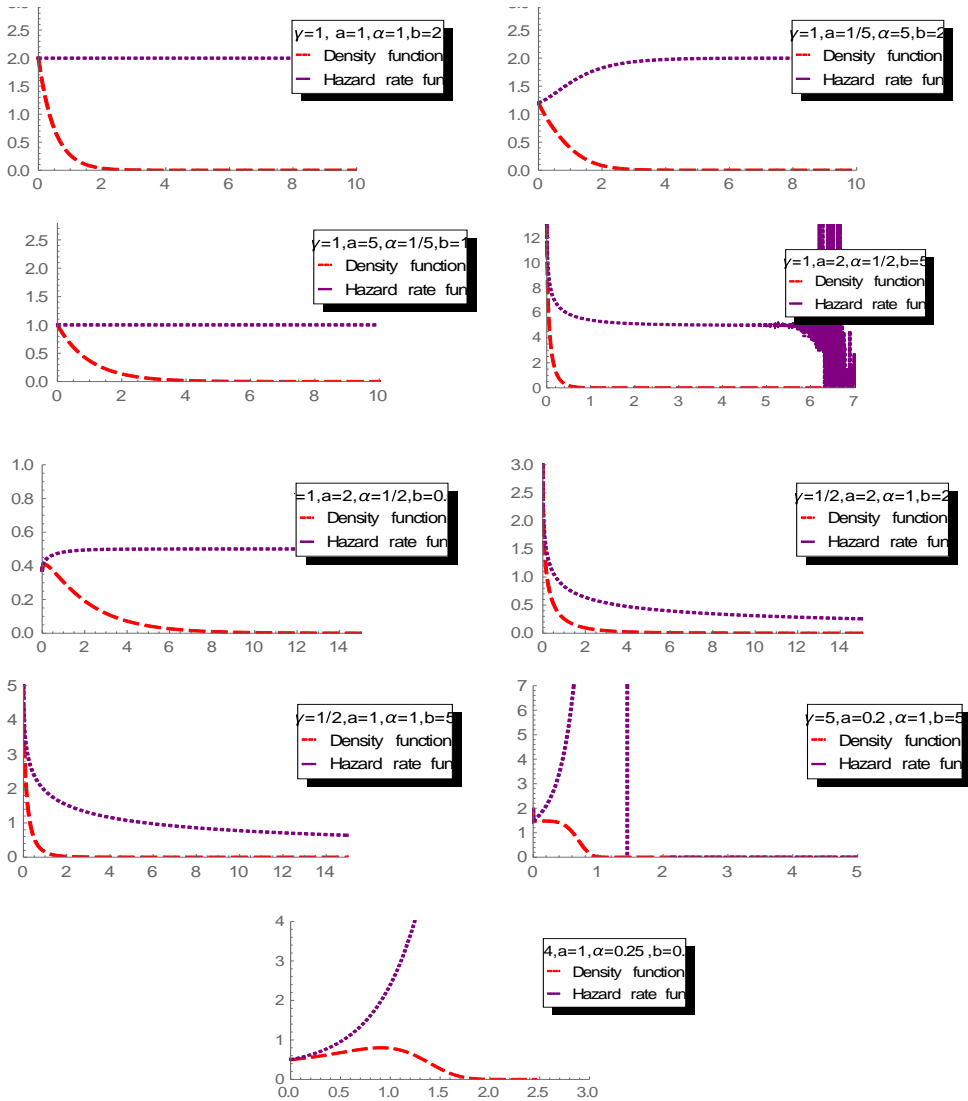 γ=1, a=1,α=1,b=2
Density function
Hazard rate fun
2.5
2.0
1.5
1.0
0.5
0.0
0 2 4 6 8 10
γ=1,a=1/5,α=5,b=2
Density function
Hazard rate fun
2.5
2.0
1.5
1.0
0.5
0.0
0 2 4 6 8 10
γ=1,a=5,α=1/5,b=1
Density function
Hazard rate fun
2.5
2.0
1.5
1.0
0.5
0.0
0 2 4 6 8 10
γ=1,a=2,α=1/2,b=5
Density function
Hazard rate fun
12
10
8
6
4
2
0
0 1 2 3 4 5 6 7
=1,a=2,α=1/2,b=0.
Density function
Hazard rate fun
1.0
0.8
0.6
0.4
0.2
0.0
0 2 4 6 8 10 12 14
γ=1/2,a=2,α=1,b=2
Density function
Hazard rate fun
3.0
2.5
2.0
1.5
1.0
0.5
0.0
0 2 4 6 8 10 12 14
γ=1/2,a=1,α=1,b=5
Density function
Hazard rate fun
5
4
3
2
1
0
0 2 4 6 8 10 12 14
γ=5,a=0.2,α=1,b=5
Density function
Hazard rate fun
7
6
5
4
3
2
1
0
0 1 2 3 4 5
4,a=1,α=0.25,b=0.
Density function
Hazard rate fun
4
3
2
1
0
0.0 0.5 1.0 1.5 2.0 2.5 3.0